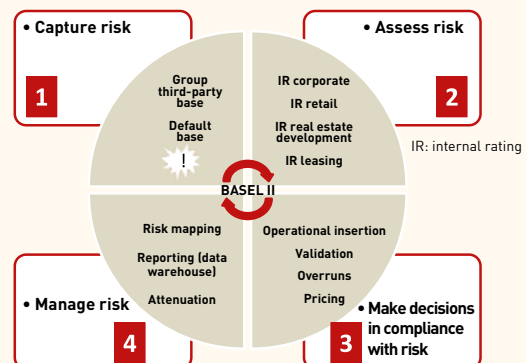 • Capture risk
1
Group
third-party
base
Default
base
!
• Assess risk
2
IR corporate
IR retail
IR real estate
development
IR leasing
IR: internal rating
BASEL II
Risk mapping
Reporting (data
warehouse)
Attenuation
• Manage risk
4
Operational insertion
Validation
Overruns
Pricing
3
• Make decisions
in compliance
with risk